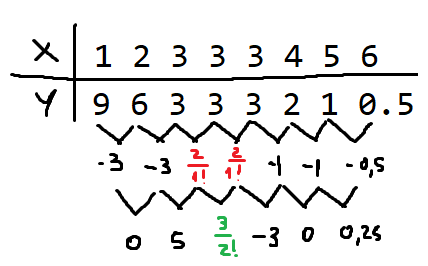 X 1 2 3 3 3 4 5 6
Y 9 6 3 3 3 2 1 0.5
-3 -3 2/1! 2/1! -1 -1 -0,5
0 5 3/2! -3 0 0,25